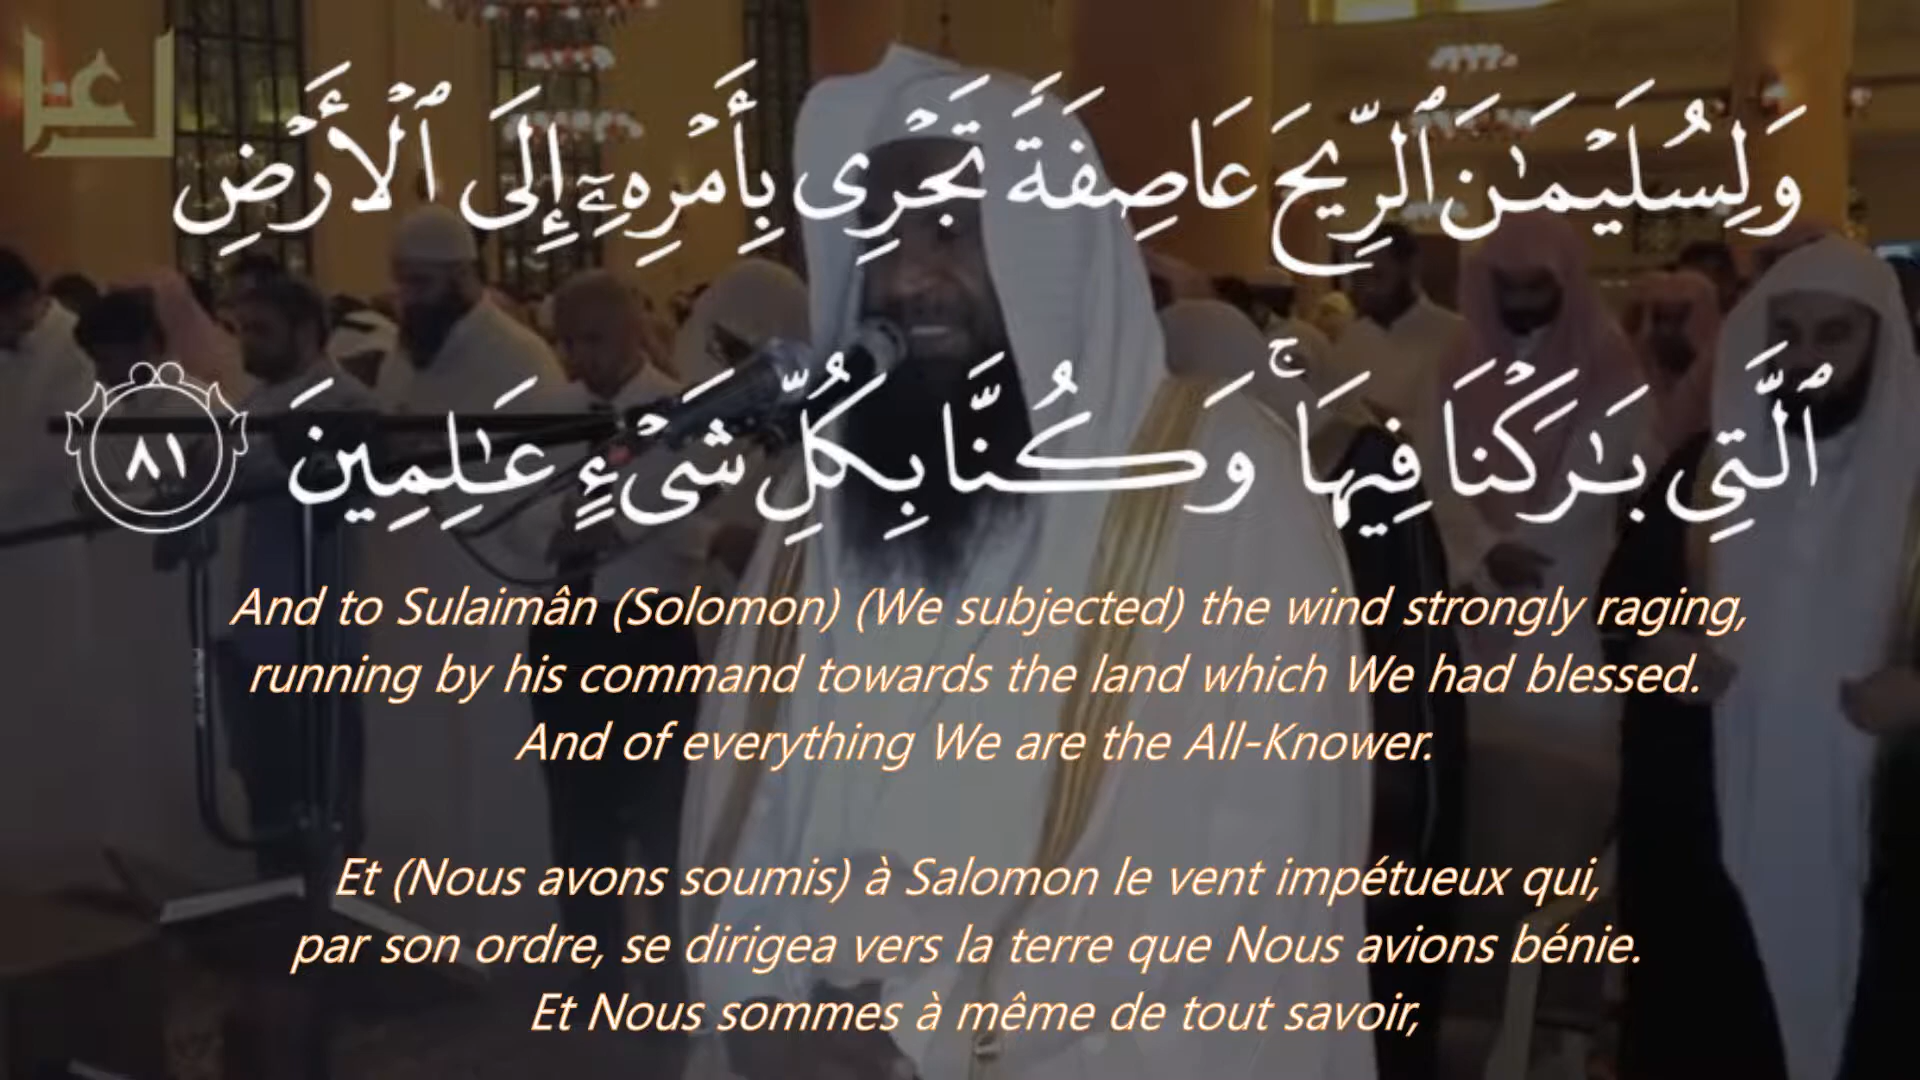 وَلِسُلَيْمَـٰنَ ٱلرِّيحَ عَاصِفَةً تَجْرِى بِأَمْرِهِۦٓ إِلَى ٱلْأَرْضِ
ٱلَّتِى بَـٰرَكْنَا فِيهَا ۚ وَكُنَّا بِكُلِّ شَىْءٍ عَـٰلِمِينَ ٨١
And to Sulaimân (Solomon) (We subjected) the wind strongly raging,
running by his command towards the land which We had blessed.
And of everything We are the All-Knower.
Et (Nous avons soumis) à Salomon le vent impétueux qui,
par son ordre, se dirigea vers la terre que Nous avions bénie.
Et Nous sommes à même de tout savoir,